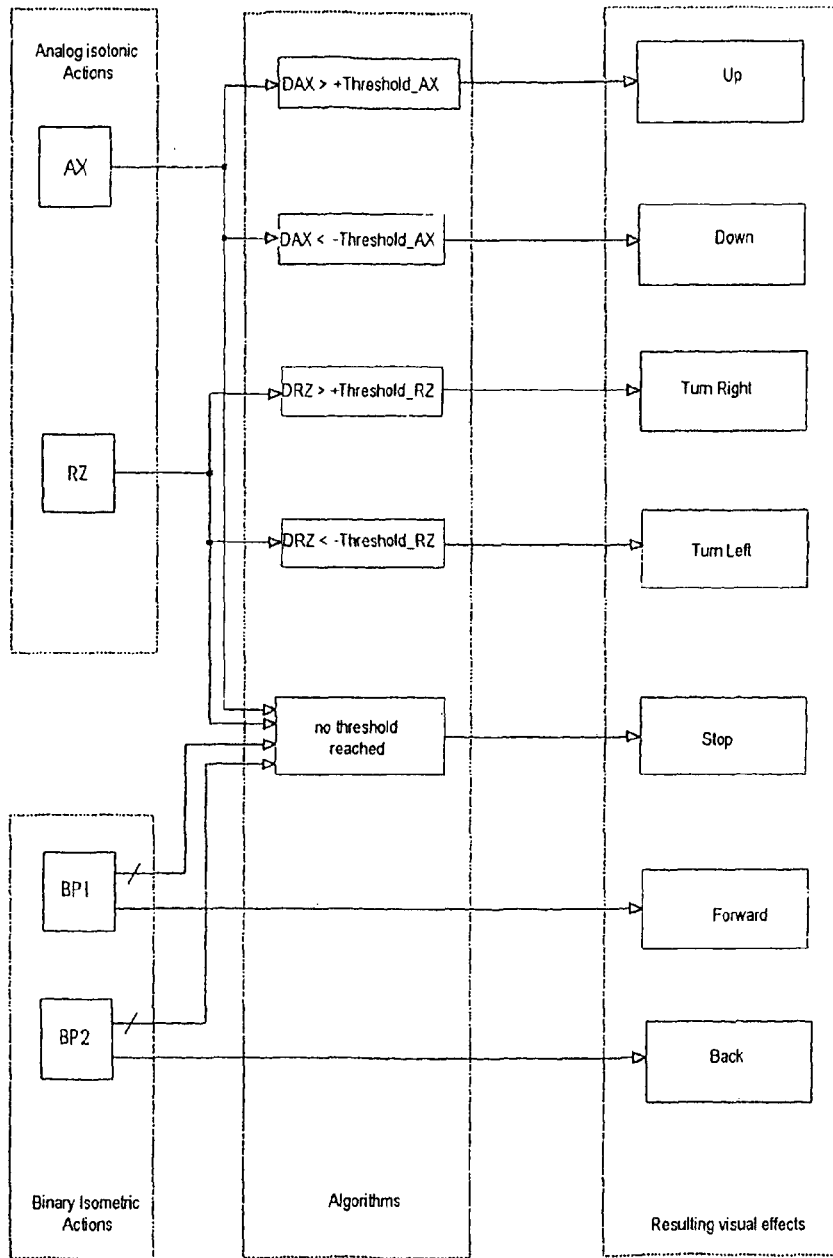 Analog isotonic
Actions
AX
RZ
BP1
BP2
Binary Isometric
Actions
DAX > +Threshold_AX
DAX < -Threshold_AX
DRZ > +Threshold_RZ
DRZ < -Threshold_RZ
no threshold
reached
Algorithms
Up
Down
Turn Right
Turn Left
Stop
Forward
Back
Resulting visual effects